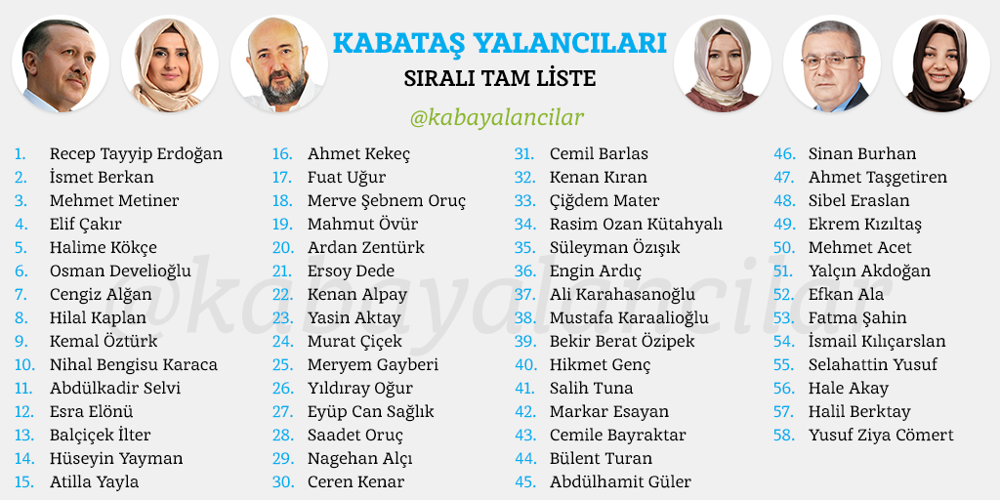 KABATAŞ YALANCILARI
SIRALI TAM LİSTE
@kabayalancilar
1. Recep Tayyip Erdoğan
2. İsmet Berkan
3. Mehmet Metiner
4. Elif Çakır
5. Halime Kökçe
6. Osman Develioğlu
7. Cengiz Alğan
8. Hilal Kaplan
9. Kemal Öztürk
10. Nihal Bengisu Karaca
11. Abdülkadir Selvi
12. Esra Elönü
13. Balçiçek İlter
14. Hüseyin Yayman
15. Atilla Yayla
16. Ahmet Kekeç
17. Fuat Uğur
18. Merve Şebnem Oruç
19. Mahmut Övür
20. Ardan Zentürk
21. Ersoy Dede
22. Kenan Alpay
23. Yasin Aktay
24. Murat Çiçek
25. Meryem Gayberi
26. Yıldıray Oğur
27. Eyüp Can Sağlık
28. Saadet Oruç
29. Nagehan Alçı
30. Ceren Kenar
31. Cemil Barlas
32. Kenan Kıran
33. Çiğdem Mater
34. Rasim Ozan Kütahyalı
35. Süleyman Özışık
36. Engin Ardıç
37. Ali Karahasanoğlu
38. Mustafa Karaalioğlu
39. Bekir Berat Özipek
40. Hikmet Genç
41. Salih Tuna
42. Markar Esayan
43. Cemile Bayraktar
44. Bülent Turan
45. Abdülhamit Güler
46. Sinan Burhan
47. Ahmet Taşgetiren
48. Sibel Eraslan
49. Ekrem Kızıltaş
50. Mehmet Acet
51. Yalçın Akdoğan
52. Efkan Ala
53. Fatma Şahin
54. İsmail Kılıçarslan
55. Selahattin Yusuf
56. Hale Akay
57. Halil Berktay
58. Yusuf Ziya Cömert
@kabayalancilar